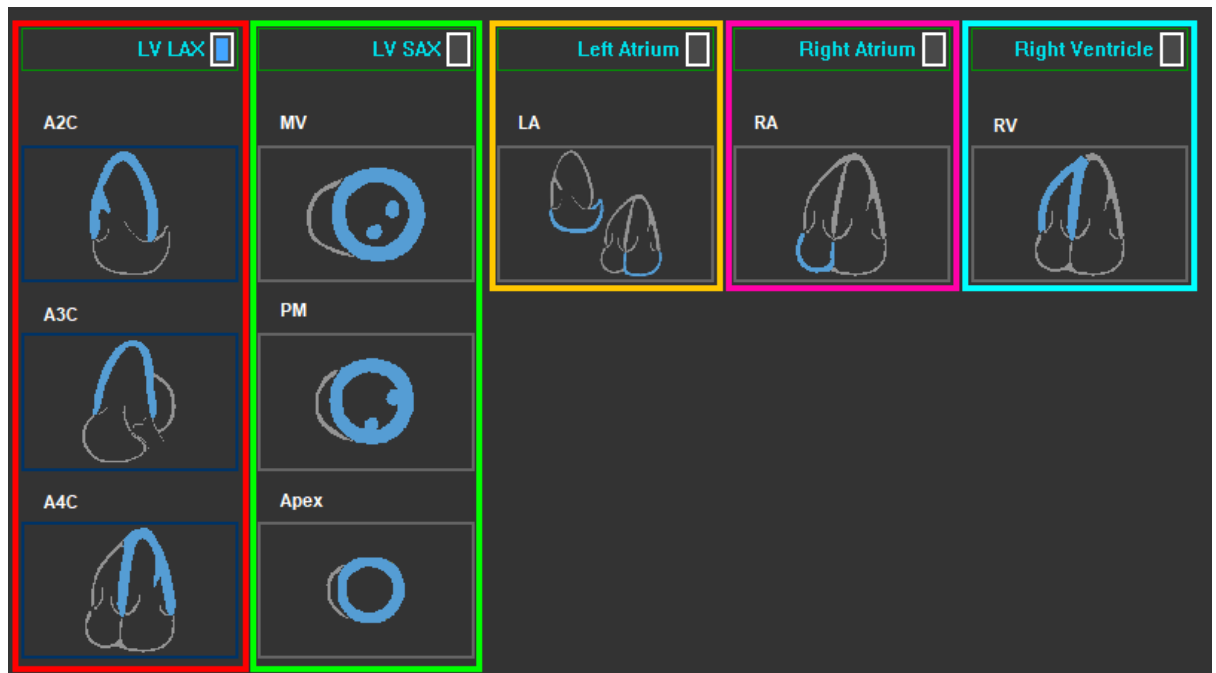 LV LAX
LV SAX
Left Atrium
Right Atrium
Right Ventricle
A2C
MV
LA
RA
RV
A3C
PM
A4C
Apex